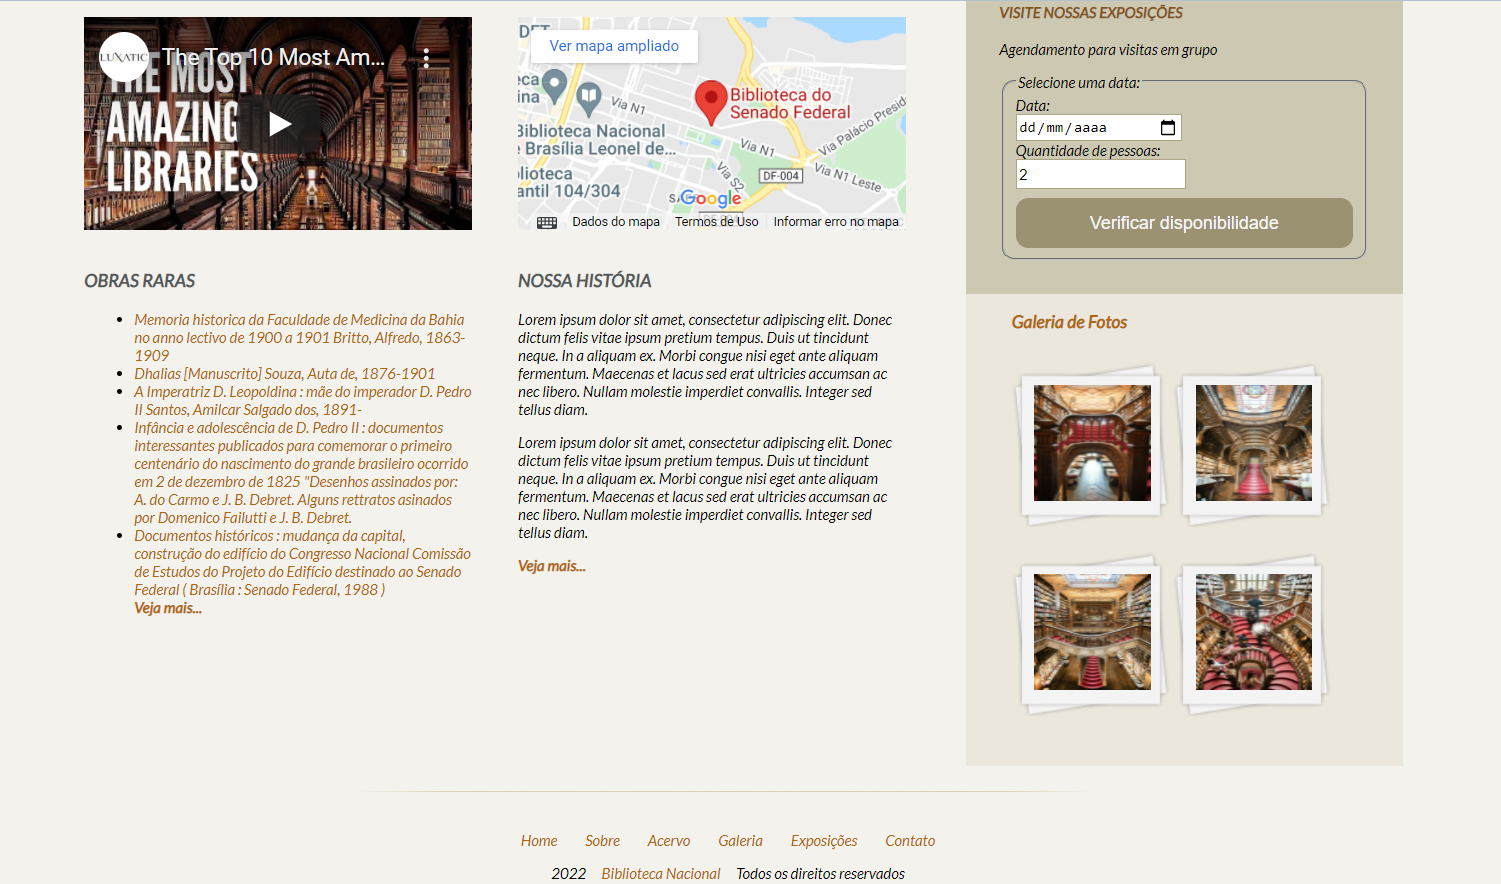 LUXATIC
The Top 10 Most Am...
THE MOST
AMAZING
LIBRARIES
OBRAS RARAS
Memoria historica da Faculdade de Medicina da Bahia
no anno lectivo de 1900 a 1901 Britto, Alfredo, 1863-
1909
Dhalias [Manuscrito] Souza, Auta de, 1876-1901
A Imperatriz D. Leopoldina : mãe do imperador D. Pedro
II Santos, Amilcar Salgado dos, 1891-
Infância e adolescência de D. Pedro II : documentos
interessantes publicados para comemorar o primeiro
centenário do nascimento do grande brasileiro ocorrido
em 2 de dezembro de 1825 "Desenhos assinados por:
A. do Carmo e J. B. Debret. Alguns rettratos asinados
por Domenico Failutti e J. B. Debret.
Documentos históricos : mudança da capital,
construção do edifício do Congresso Nacional Comissão
de Estudos do Projeto do Edifício destinado ao Senado
Federal ( Brasília : Senado Federal, 1988 )
Veja mais...
Ver mapa ampliado
eca
ina
Via N1
Biblioteca do
Senado Federal
Via Palácio Presid
Biblioteca Nacional
e Brasília Leonel de...
Via N1
blioteca
antil 104/304
Via S2
DF-004
Via N1 Leste
Google
Dados do mapa
Termos de Uso
Informar erro no mapa
NOSSA HISTÓRIA
Lorem ipsum dolor sit amet, consectetur adipiscing elit. Donec
dictum felis vitae ipsum pretium tempus. Duis ut tincidunt
neque. In a aliquam ex. Morbi congue nisi eget ante aliquam
fermentum. Maecenas et lacus sed erat ultricies accumsan ac
nec libero. Nullam molestie imperdiet convallis. Integer sed
tellus diam.
Lorem ipsum dolor sit amet, consectetur adipiscing elit. Donec
dictum felis vitae ipsum pretium tempus. Duis ut tincidunt
neque. In a aliquam ex. Morbi congue nisi eget ante aliquam
fermentum. Maecenas et lacus sed erat ultricies accumsan ac
nec libero. Nullam molestie imperdiet convallis. Integer sed
tellus diam.
Veja mais...
VISITE NOSSAS EXPOSIÇÕES
Agendamento para visitas em grupo
Selecione uma data:
Data:
dd/mm/aaaa
Quantidade de pessoas:
2
Verificar disponibilidade
Galeria de Fotos
Home Sobre Acervo Galeria Exposições Contato
2022 Biblioteca Nacional Todos os direitos reservados